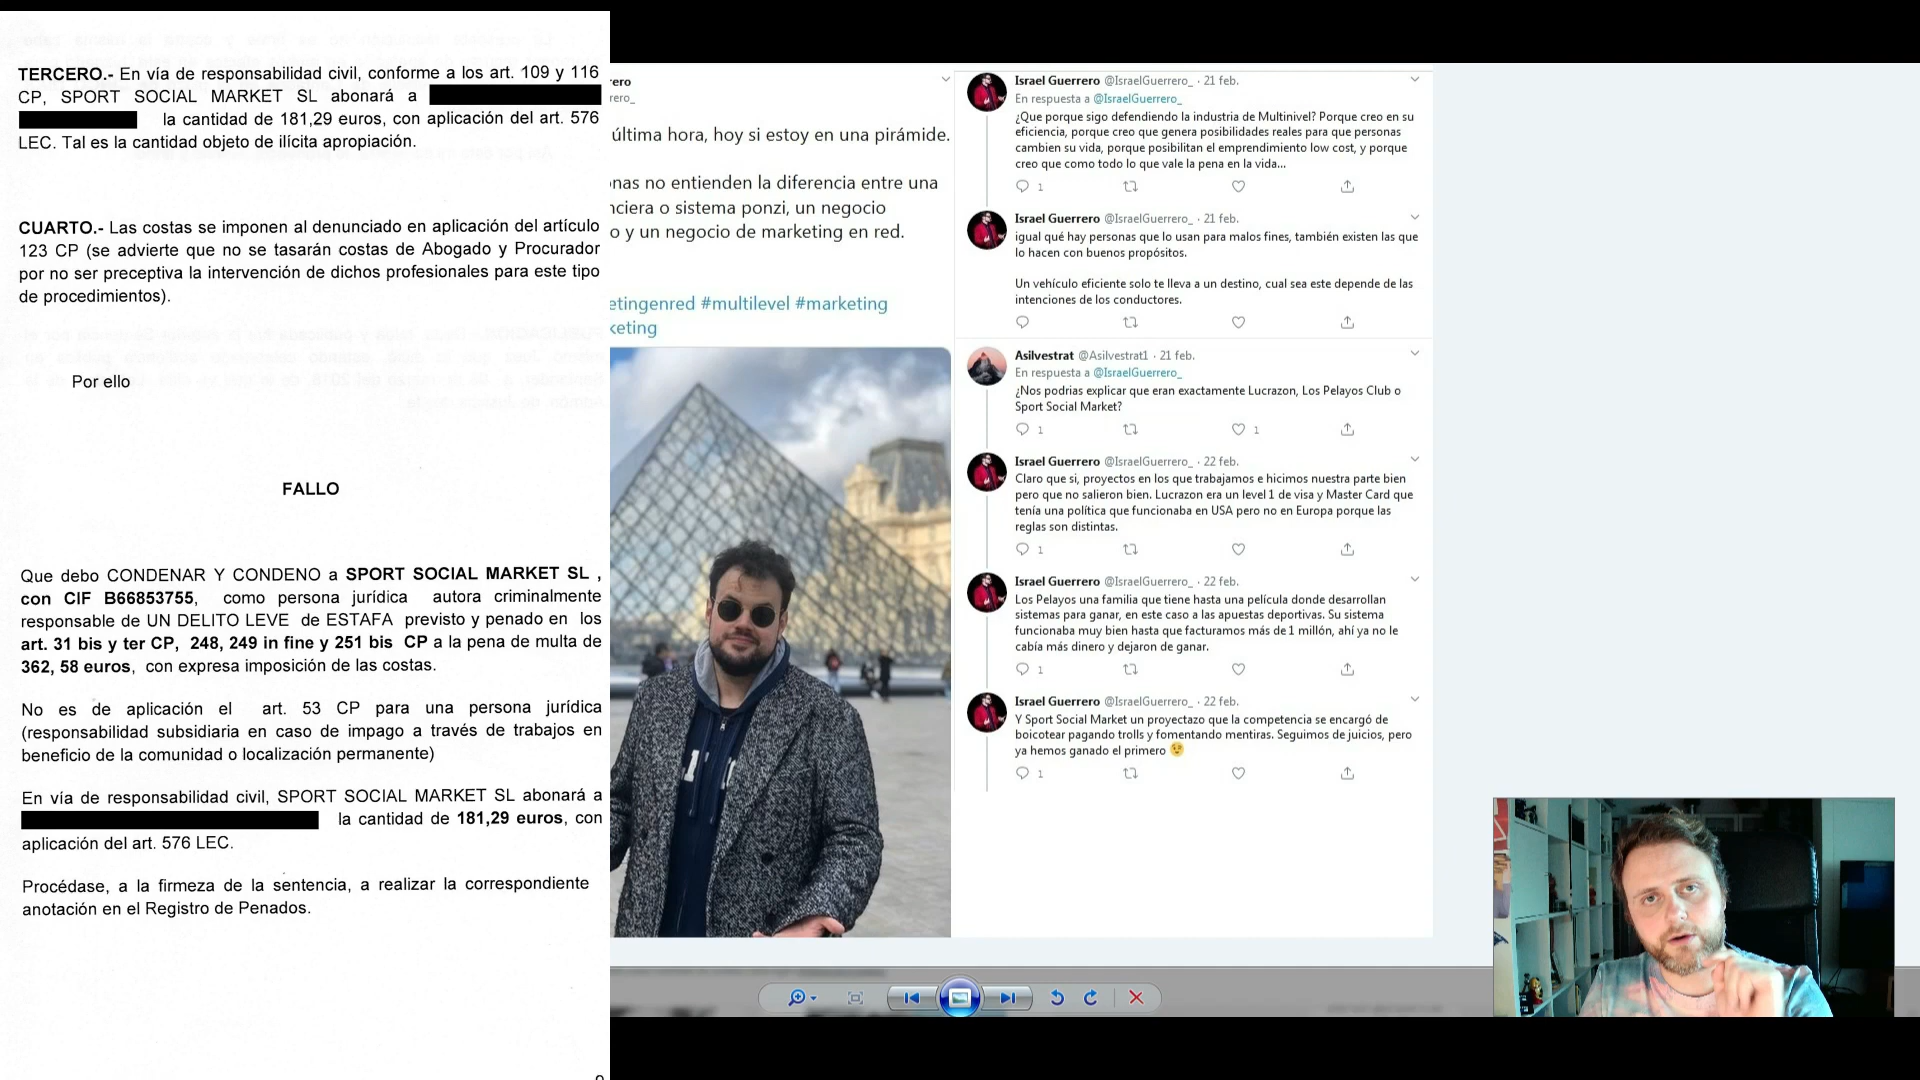 TERCERO.- En vía de responsabilidad civil, conforme a los art. 109 y 116
CP, SPORT SOCIAL MARKET SL abonará a
la cantidad de 181,29 euros, con aplicación del art. 576
LEC. Tal es la cantidad objeto de ilícita apropiación.
CUARTO.- Las costas se imponen al denunciado en aplicación del artículo
123 CP (se advierte que no se tasarán costas de Abogado y Procurador
por no ser preceptiva la intervención de dichos profesionales para este tipo
de procedimientos).
Por ello
FALLO
Que debo CONDENAR Y CONDENO a SPORT SOCIAL MARKET SL ,
con CIF B66853755, como persona jurídica autora criminalmente
responsable de UN DELITO LEVE de ESTAFA previsto y penado en los
art. 31 bis y ter CP, 248, 249 in fine y 251 bis CP a la pena de multa de
362, 58 euros, con expresa imposición de las costas.
No es de aplicación el art. 53 CP para una persona jurídica
(responsabilidad subsidiaria en caso de impago a través de trabajos en
beneficio de la comunidad o localización permanente)
En vía de responsabilidad civil, SPORT SOCIAL MARKET SL abonará a
la cantidad de 181,29 euros, con
aplicación del art. 576 LEC.
Procédase, a la firmeza de la sentencia, a realizar la correspondiente
anotación en el Registro de Penados.
rero
rero_
última hora, hoy si estoy en una pirámide.
onas no entienden la diferencia entre una
nciera o sistema ponzi, un negocio
o y un negocio de marketing en red.
etingenred #multilevel #marketing
keting
Israel Guerrero @IsraelGuerrero_ · 21 feb.
En respuesta a @IsraelGuerrero_
¿Que porque sigo defendiendo la industria de Multinivel? Porque creo en su
eficiencia, porque creo que genera posibilidades reales para que personas
cambien su vida, porque posibilitan el emprendimiento low cost, y porque
creo que como todo lo que vale la pena en la vida...
1
Israel Guerrero @IsraelGuerrero_ · 21 feb.
igual qué hay personas que lo usan para malos fines, también existen las que
lo hacen con buenos propósitos.
Un vehículo eficiente solo te lleva a un destino, cual sea este depende de las
intenciones de los conductores.
Asilvestrat @Asilvestrat1 · 21 feb.
En respuesta a @IsraelGuerrero_
¿Nos podrias explicar que eran exactamente Lucrazon, Los Pelayos Club o
Sport Social Market?
1 1
Israel Guerrero @IsraelGuerrero_ · 22 feb.
Claro que si, proyectos en los que trabajamos e hicimos nuestra parte bien
pero que no salieron bien. Lucrazon era un level 1 de visa y Master Card que
tenía una política que funcionaba en USA pero no en Europa porque las
reglas son distintas.
1
Israel Guerrero @IsraelGuerrero_ · 22 feb.
Los Pelayos una familia que tiene hasta una película donde desarrollan
sistemas para ganar, en este caso a las apuestas deportivas. Su sistema
funcionaba muy bien hasta que facturamos más de 1 millón, ahí ya no le
cabía más dinero y dejaron de ganar.
1
Israel Guerrero @IsraelGuerrero_ · 22 feb.
Y Sport Social Market un proyectazo que la competencia se encargó de
boicotear pagando trolls y fomentando mentiras. Seguimos de juicios, pero
ya hemos ganado el primero 😉
1